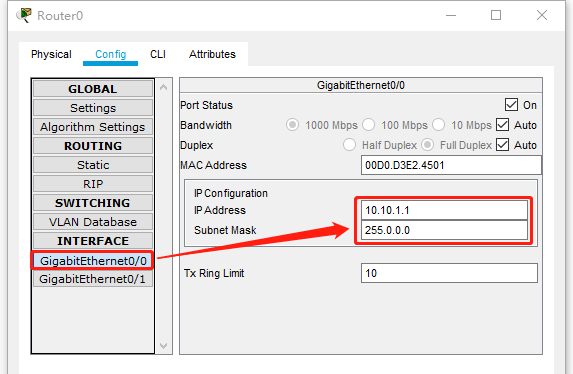 Router0
Physical Config CLI Attributes
GLOBAL
Settings
Algorithm Settings
ROUTING
Static
RIP
SWITCHING
VLAN Database
INTERFACE
GigabitEthernet0/0
GigabitEthernet0/1
GigabitEthernet0/0
Port Status On
Bandwidth 1000 Mbps 100 Mbps 10 Mbps Auto
Duplex Half Duplex Full Duplex Auto
MAC Address 00D0.D3E2.4501
IP Configuration
IP Address 10.10.1.1
Subnet Mask 255.0.0.0
Tx Ring Limit 10